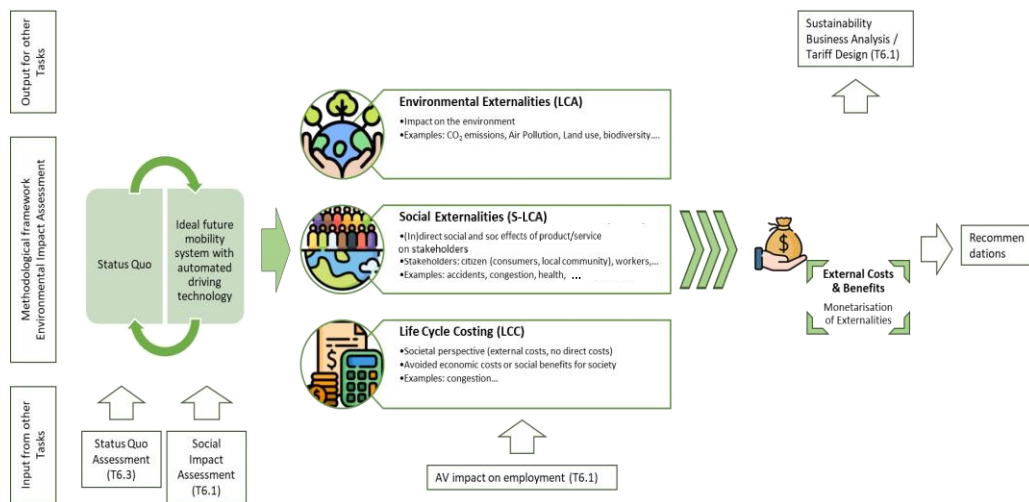 Output for other
Tasks
Sustainability
Business Analysis /
Tariff Design (T6.1)
Methodological framework
Environmental Impact Assessment
Status Quo
Ideal future
mobility
system with
automated
driving
technology
Environmental Externalities (LCA)
•Impact on the environment
•Examples: CO₂ emissions, Air Pollution, Land use, biodiversity....
Social Externalities (S-LCA)
•(In)direct social and soc effects of product/service
on stakeholders
•Stakeholders: citizen (consumers, local community), workers,...
•Examples: accidents, congestion, health, ...
Life Cycle Costing (LCC)
•Societal perspective (external costs, no direct costs)
•Avoided economic costs or social benefits for society
•Examples: congestion...
External Costs
& Benefits
Monetarisation
of Externalities
Recommen
dations
Input from other
Tasks
Status Quo
Assessment
(T6.3)
Social
Impact
Assessment
(T6.1)
AV impact on employment (T6.1)